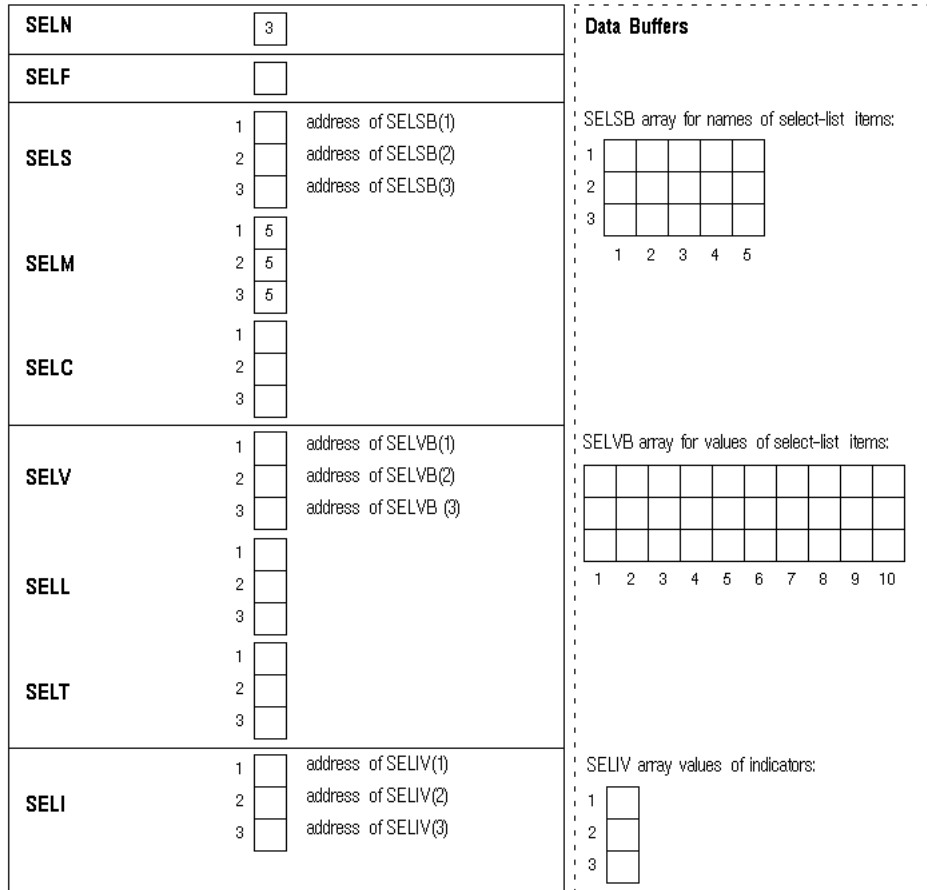 SELN 3
SELF
1 address of SELSB(1)
SELS 2 address of SELSB(2)
3 address of SELSB(3)
1 5
SELM 2 5
3 5
1
SELC 2
3
1 address of SELVB(1)
SELV 2 address of SELVB(2)
3 address of SELVB (3)
1
SELL 2
3
1
SELT 2
3
1 address of SELIV(1)
SELI 2 address of SELIV(2)
3 address of SELIV(3)
Data Buffers
SELSB array for names of select-list items:
1
2
3
1 2 3 4 5
SELVB array for values of select-list items:
1 2 3 4 5 6 7 8 9 10
SELIV array values of indicators:
1
2
3